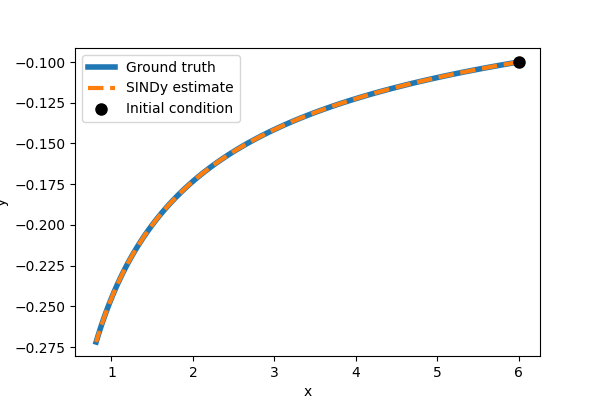 Ground truth
SINDy estimate
Initial condition
−0.100
−0.125
−0.150
−0.175
−0.200
−0.225
−0.250
−0.275
y
1 2 3 4 5 6
x